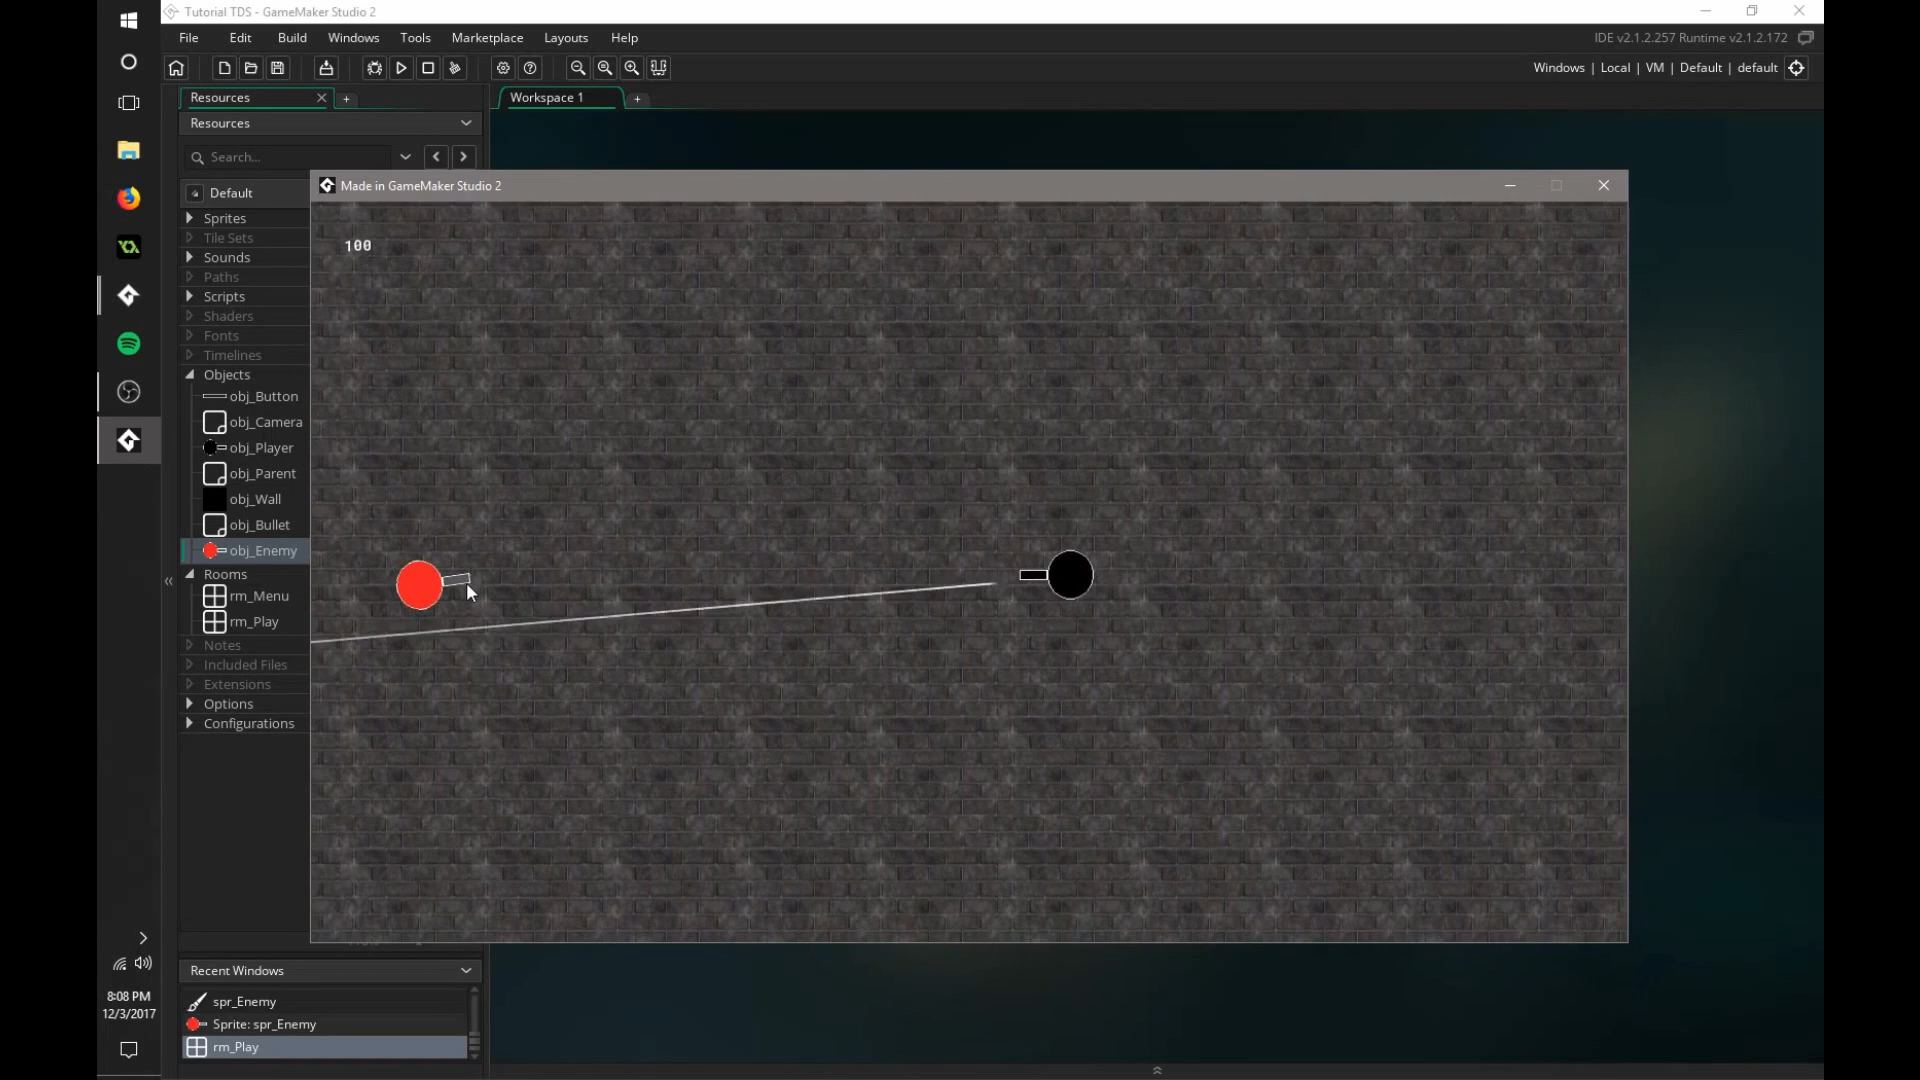 Tutorial TDS - GameMaker Studio 2
File Edit Build Windows Tools Marketplace Layouts Help
IDE v2.1.2.257 Runtime v2.1.2.172
Windows | Local | VM | Default | default
Resources
Workspace 1
Resources
Search...
Made in GameMaker Studio 2
Default
Sprites
Tile Sets
Sounds
Paths
Scripts
Shaders
Fonts
Timelines
Objects
obj_Button
obj_Camera
obj_Player
obj_Parent
obj_Wall
obj_Bullet
obj_Enemy
Rooms
rm_Menu
rm_Play
Notes
Included Files
Extensions
Options
Configurations
100
Recent Windows
spr_Enemy
Sprite: spr_Enemy
rm_Play
8:08 PM
12/3/2017